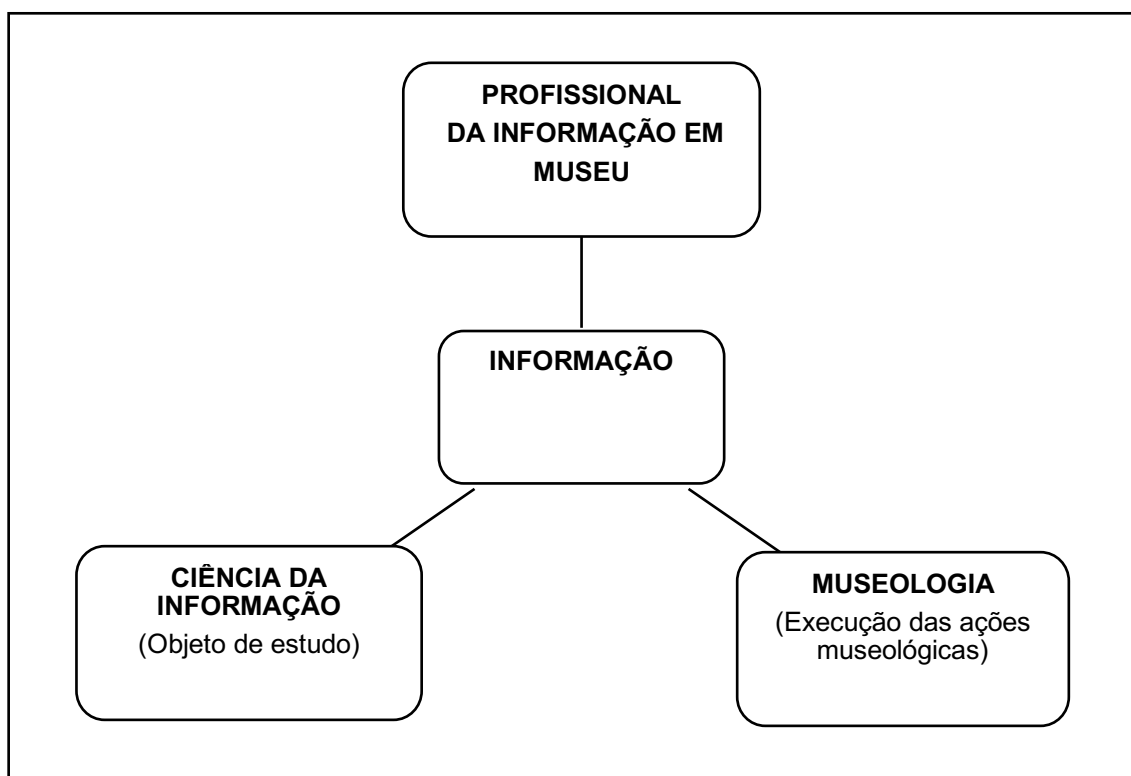 PROFISSIONAL
DA INFORMAÇÃO EM
MUSEU
INFORMAÇÃO
CIÊNCIA DA
INFORMAÇÃO
(Objeto de estudo)
MUSEOLOGIA
(Execução das ações
museológicas)